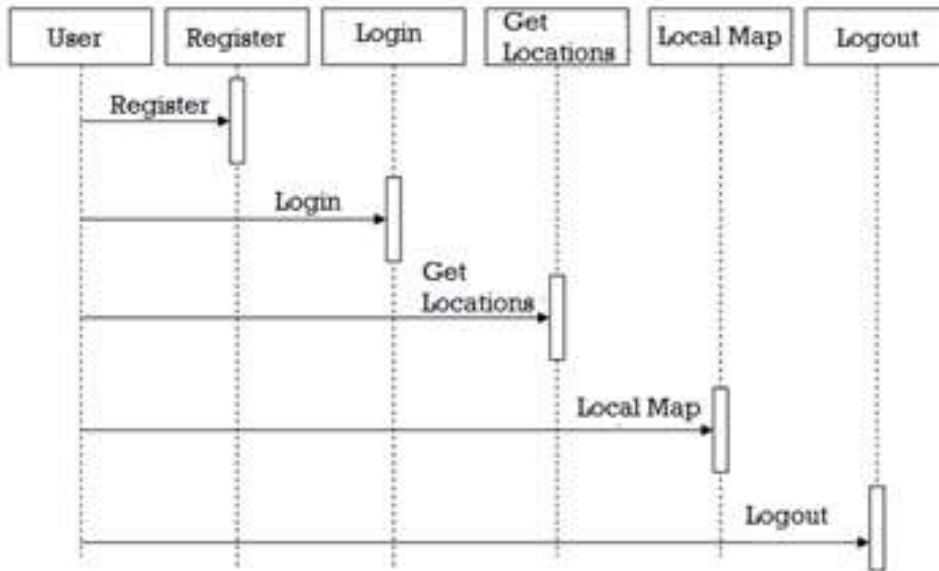 User
Register
Login
Get
Locations
Local Map
Logout
Register
Login
Get
Locations
Local Map
Logout